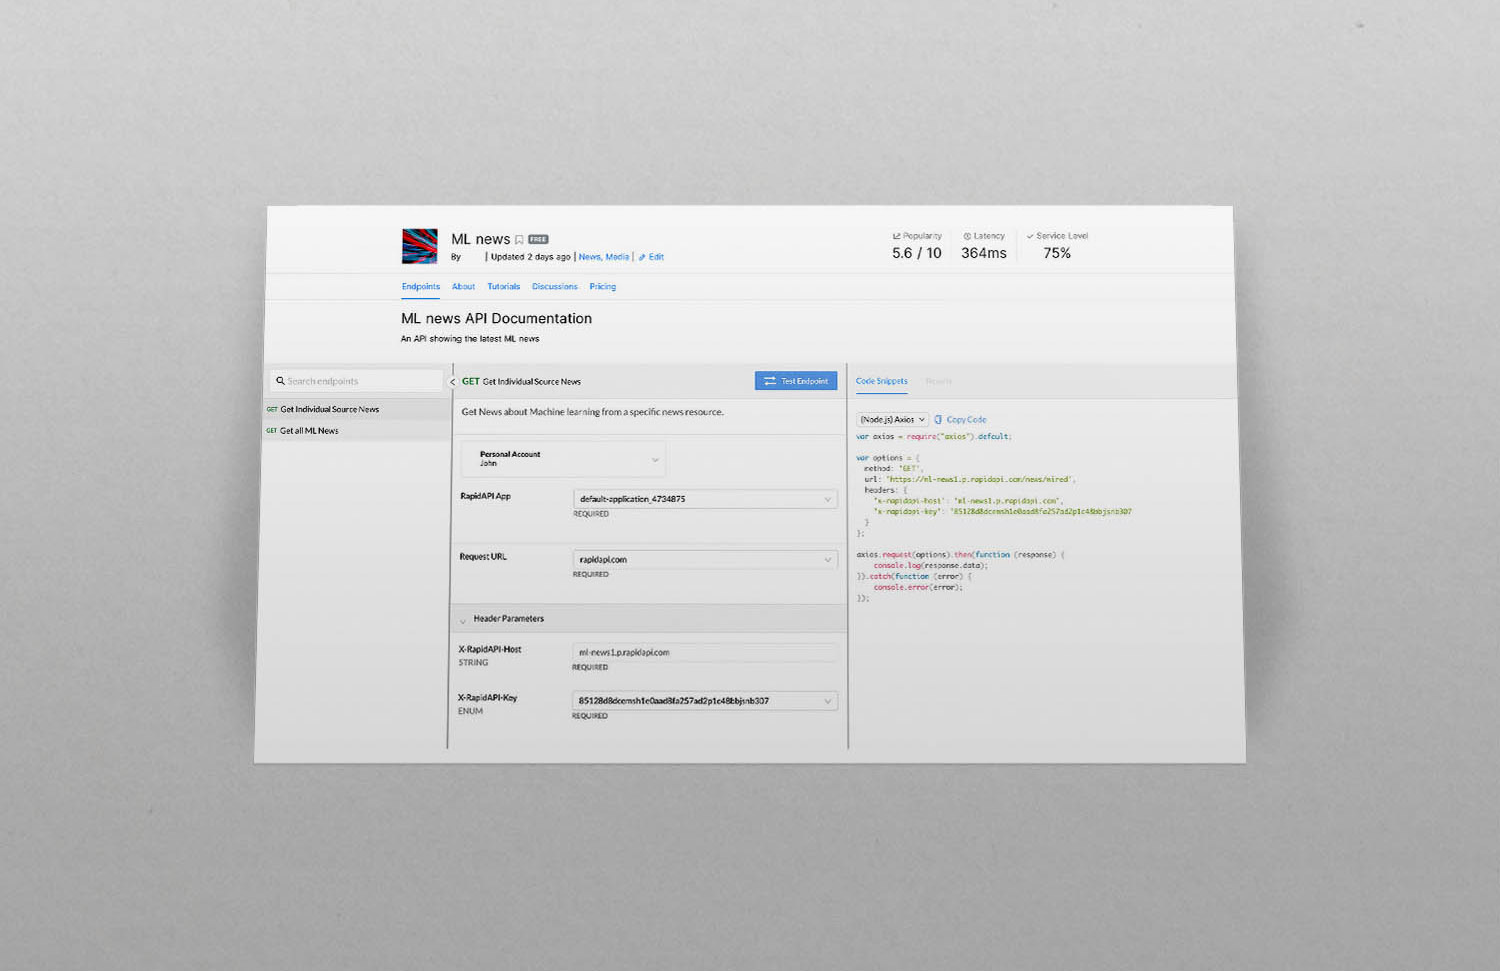 ML news FREE
By | Updated 2 days ago | News, Media | Edit
Popularity
5.6 / 10
Latency
364ms
Service Level
75%
Endpoints About Tutorials Discussions Pricing
ML news API Documentation
An API showing the latest ML news
Search endpoints
GET Get Individual Source News
GET Get all ML News
GET Get Individual Source News
Test Endpoint
Get News about Machine learning from a specific news resource.
Personal Account
John
RapidAPI App
default-application_4734875
REQUIRED
Request URL
rapidapi.com
REQUIRED
Header Parameters
X-RapidAPI-Host
STRING
ml-news1.p.rapidapi.com
REQUIRED
X-RapidAPI-Key
ENUM
85128d8dcemsh1e0aad8fa257ad2p1c48bbjsnb307
REQUIRED
Code Snippets Results
(Node.js) Axios Copy Code
var axios = require("axios").default;
var options = {
method: 'GET',
url: 'https://ml-news1.p.rapidapi.com/news/wired',
headers: {
'x-rapidapi-host': 'ml-news1.p.rapidapi.com',
'x-rapidapi-key': '85128d8dcemsh1e0aad8fa257ad2p1c48bbjsnb307
}
};
axios.request(options).then(function (response) {
console.log(response.data);
}).catch(function (error) {
console.error(error);
});